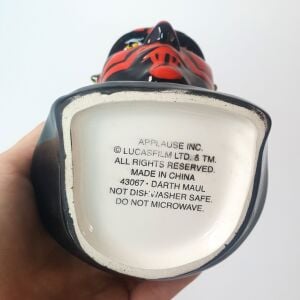 APPLAUSE INC.
© LUCASFILM LTD. & TM.
ALL RIGHTS RESERVED.
MADE IN CHINA
43067 · DARTH MAUL
NOT DISHWASHER SAFE.
DO NOT MICROWAVE.